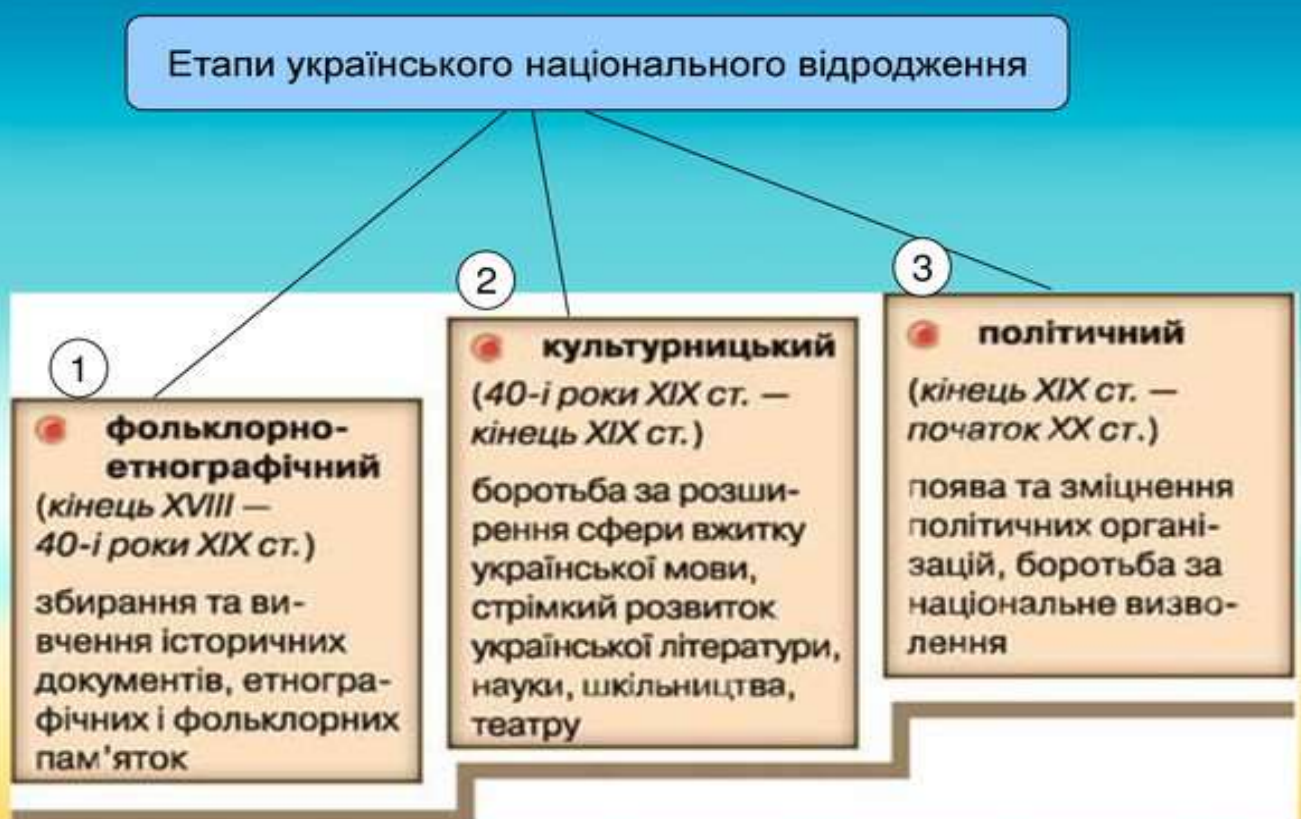 Етапи українського національного відродження
1
фольклорно-
етнографічний
(кінець XVIII —
40-і роки XIX ст.)
збирання та ви-
вчення історичних
документів, етногра-
фічних і фольклорних
пам'яток
2
культурницький
(40-і роки XIX ст. —
кінець XIX ст.)
боротьба за розши-
рення сфери вжитку
української мови,
стрімкий розвиток
української літератури,
науки, шкільництва,
театру
3
політичний
(кінець XIX ст. —
початок XX ст.)
поява та зміцнення
політичних органі-
зацій, боротьба за
національне визво-
лення